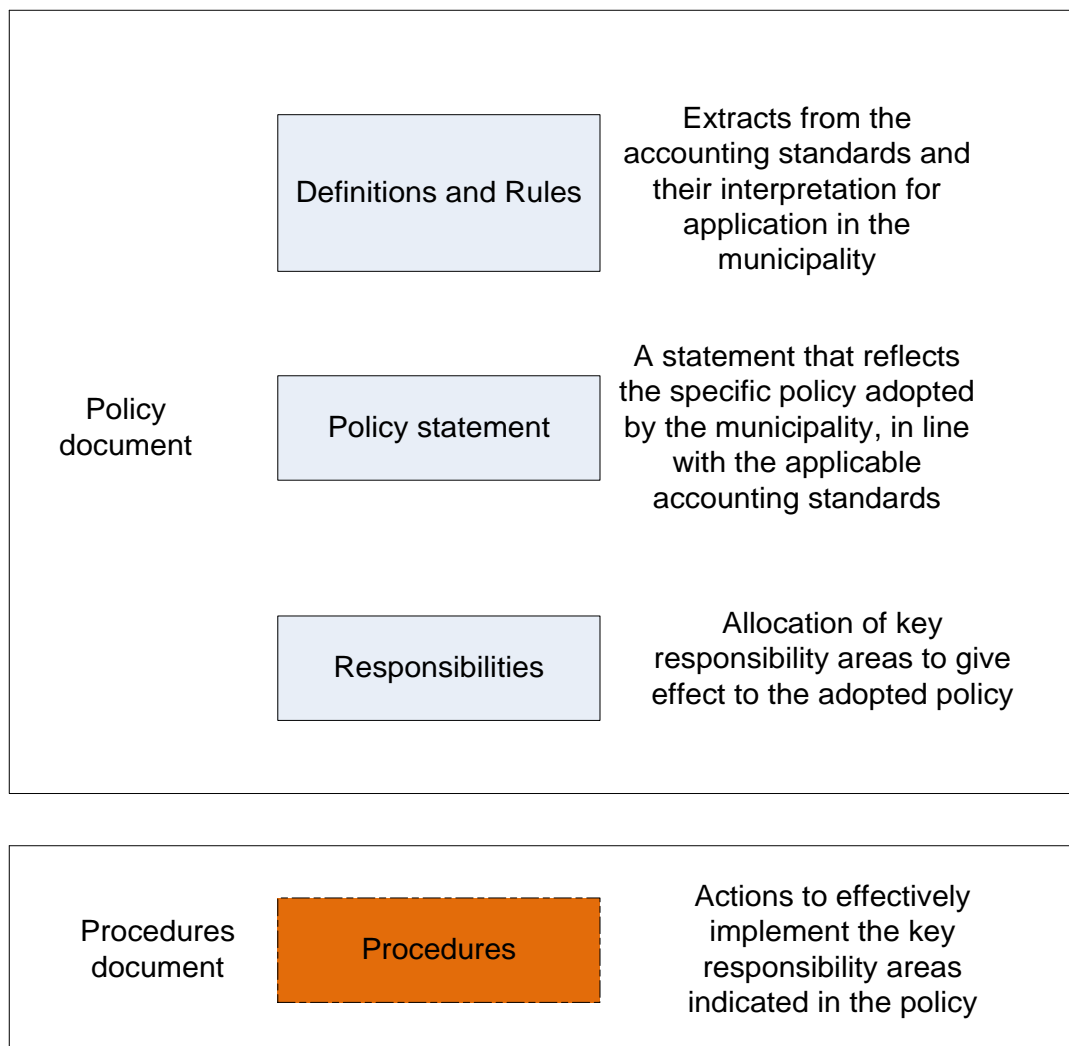 Definitions and Rules
Extracts from the
accounting standards and
their interpretation for
application in the
municipality
Policy
document
Policy statement
A statement that reflects
the specific policy adopted
by the municipality, in line
with the applicable
accounting standards
Responsibilities
Allocation of key
responsibility areas to give
effect to the adopted policy
Procedures
document
Procedures
Actions to effectively
implement the key
responsibility areas
indicated in the policy